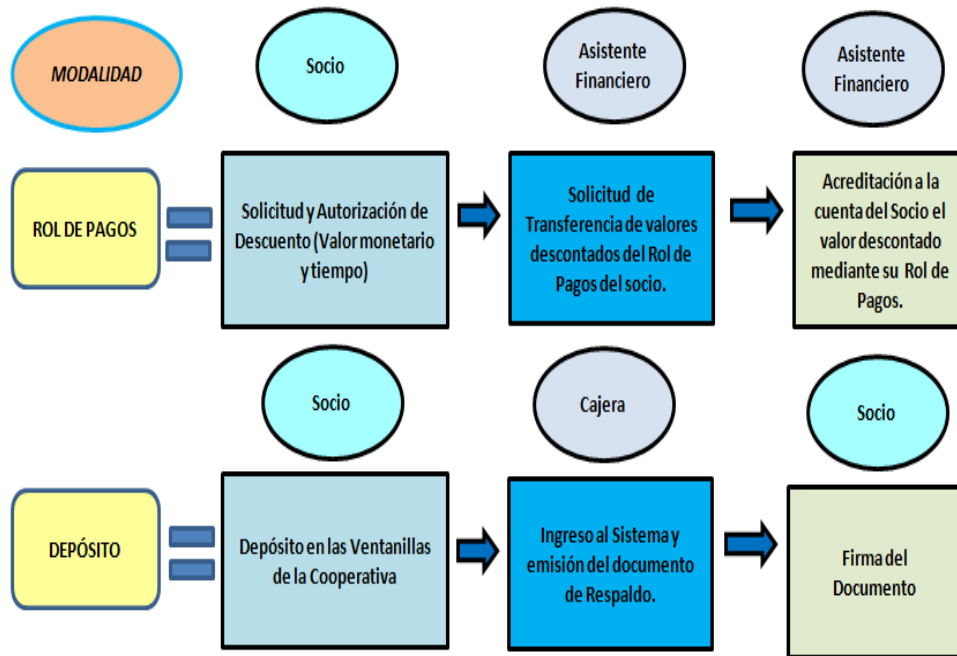 MODALIDAD
Socio
Asistente
Financiero
Asistente
Financiero
ROL DE PAGOS
Solicitud y Autorización de
Descuento (Valor monetario
y tiempo)
Solicitud de
Transferencia de valores
descontados del Rol de
Pagos del socio.
Acreditación a la
cuenta del Socio el
valor descontado
mediante su Rol de
Pagos.
Socio
Cajera
Socio
DEPÓSITO
Depósito en las Ventanillas
de la Cooperativa
Ingreso al Sistema y
emisión del documento
de Respaldo.
Firma del
Documento